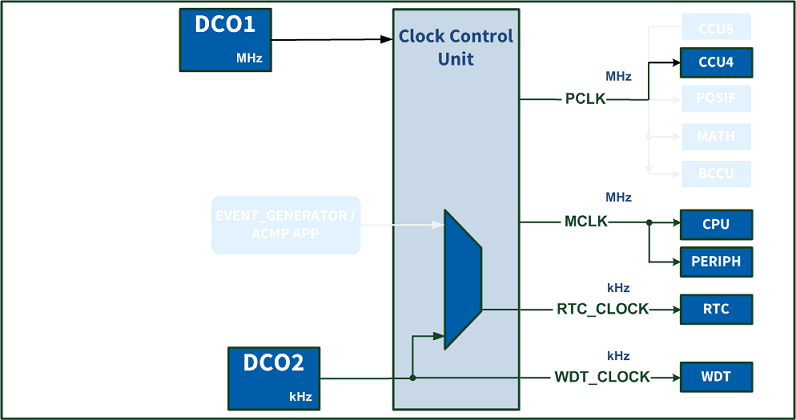 DCO1
MHz
Clock Control
Unit
CCU8
MHz
CCU4
PCLK
POSIF
MATH
BCCU
MHz
EVENT_GENERATOR /
ACMP APP
MCLK
CPU
PERIPH
kHz
RTC_CLOCK
RTC
DCO2
kHz
kHz
WDT_CLOCK
WDT